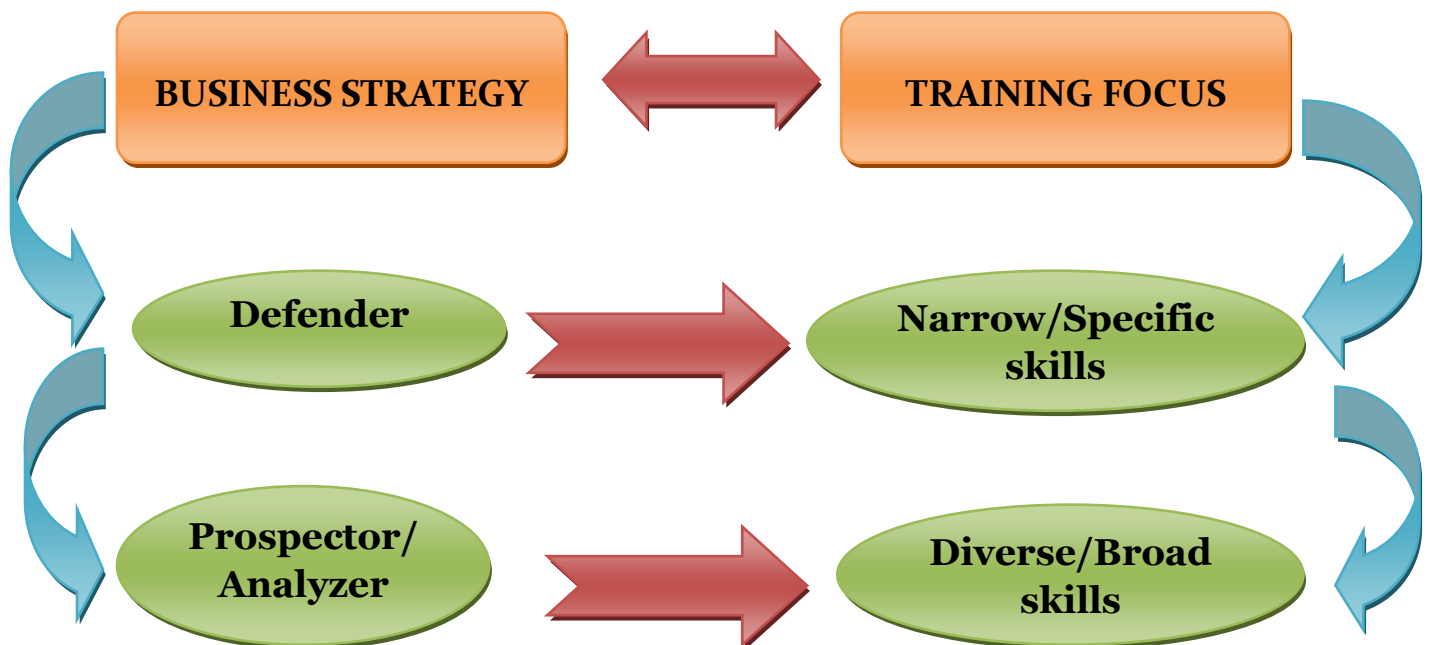 BUSINESS STRATEGY
TRAINING FOCUS
Defender
Narrow/Specific
skills
Prospector/
Analyzer
Diverse/Broad
skills